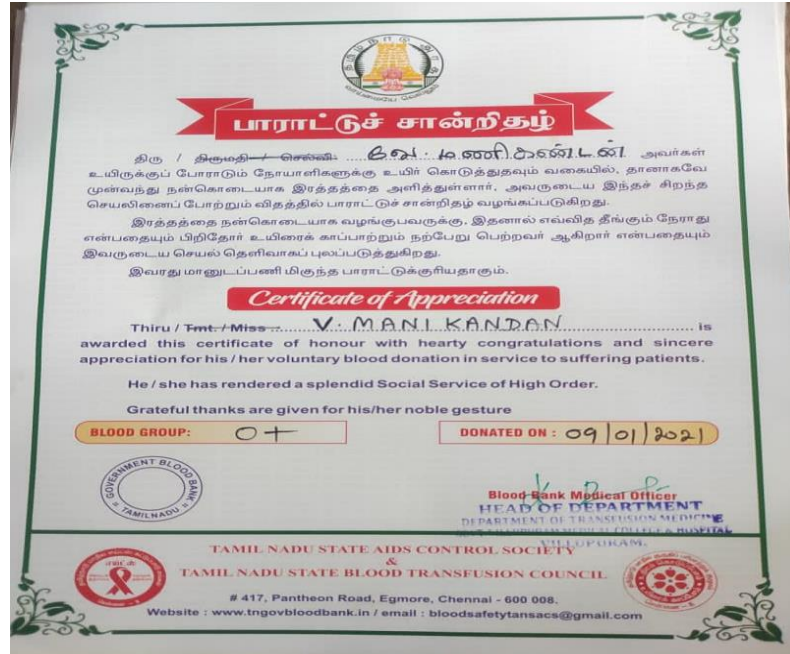 தமிழ்நாடு அரசு
வாய்மையே வெல்லும்
பாராட்டுச் சான்றிதழ்
திரு / திருமதி / செல்வி ....வே. மணிகண்டன் அவர்கள்
உயிருக்குப் போராடும் நோயாளிகளுக்கு உயிர் கொடுத்துதவும் வகையில், தானாகவே
முன்வந்து நன்கொடையாக இரத்தத்தை அளித்துள்ளார், அவருடைய இந்தச் சிறந்த
செயலினைப் போற்றும் விதத்தில் பாராட்டுச் சான்றிதழ் வழங்கப்படுகிறது.
இரத்தத்தை நன்கொடையாக வழங்குபவருக்கு, இதனால் எவ்வித தீங்கும் நேராது
என்பதையும் பிறிதோர் உயிரைக் காப்பாற்றும் நற்பேறு பெற்றவர் ஆகிறார் என்பதையும்
இவருடைய செயல் தெளிவாகப் புலப்படுத்துகிறது.
இவரது மானுடப்பணி மிகுந்த பாராட்டுக்குரியதாகும்.
Certificate of Appreciation
Thiru / Tmt. / Miss .... V. MANI KANDAN .... is
awarded this certificate of honour with hearty congratulations and sincere
appreciation for his / her voluntary blood donation in service to suffering patients.
He / she has rendered a splendid Social Service of High Order.
Grateful thanks are given for his/her noble gesture
BLOOD GROUP: O+ DONATED ON : 09/01/2021
GOVERNMENT BLOOD BANK
TAMILNADU
Blood Bank Medical Officer
HEAD OF DEPARTMENT
DEPARTMENT OF TRANSFUSION MEDICINE
GOVT. VILLUPURAM MEDICAL COLLEGE & HOSPITAL
VILLUPURAM.
TAMIL NADU STATE AIDS CONTROL SOCIETY
&
TAMIL NADU STATE BLOOD TRANSFUSION COUNCIL
# 417, Pantheon Road, Egmore, Chennai - 600 008.
Website : www.tngovbloodbank.in / email : bloodsafetytansacs@gmail.com